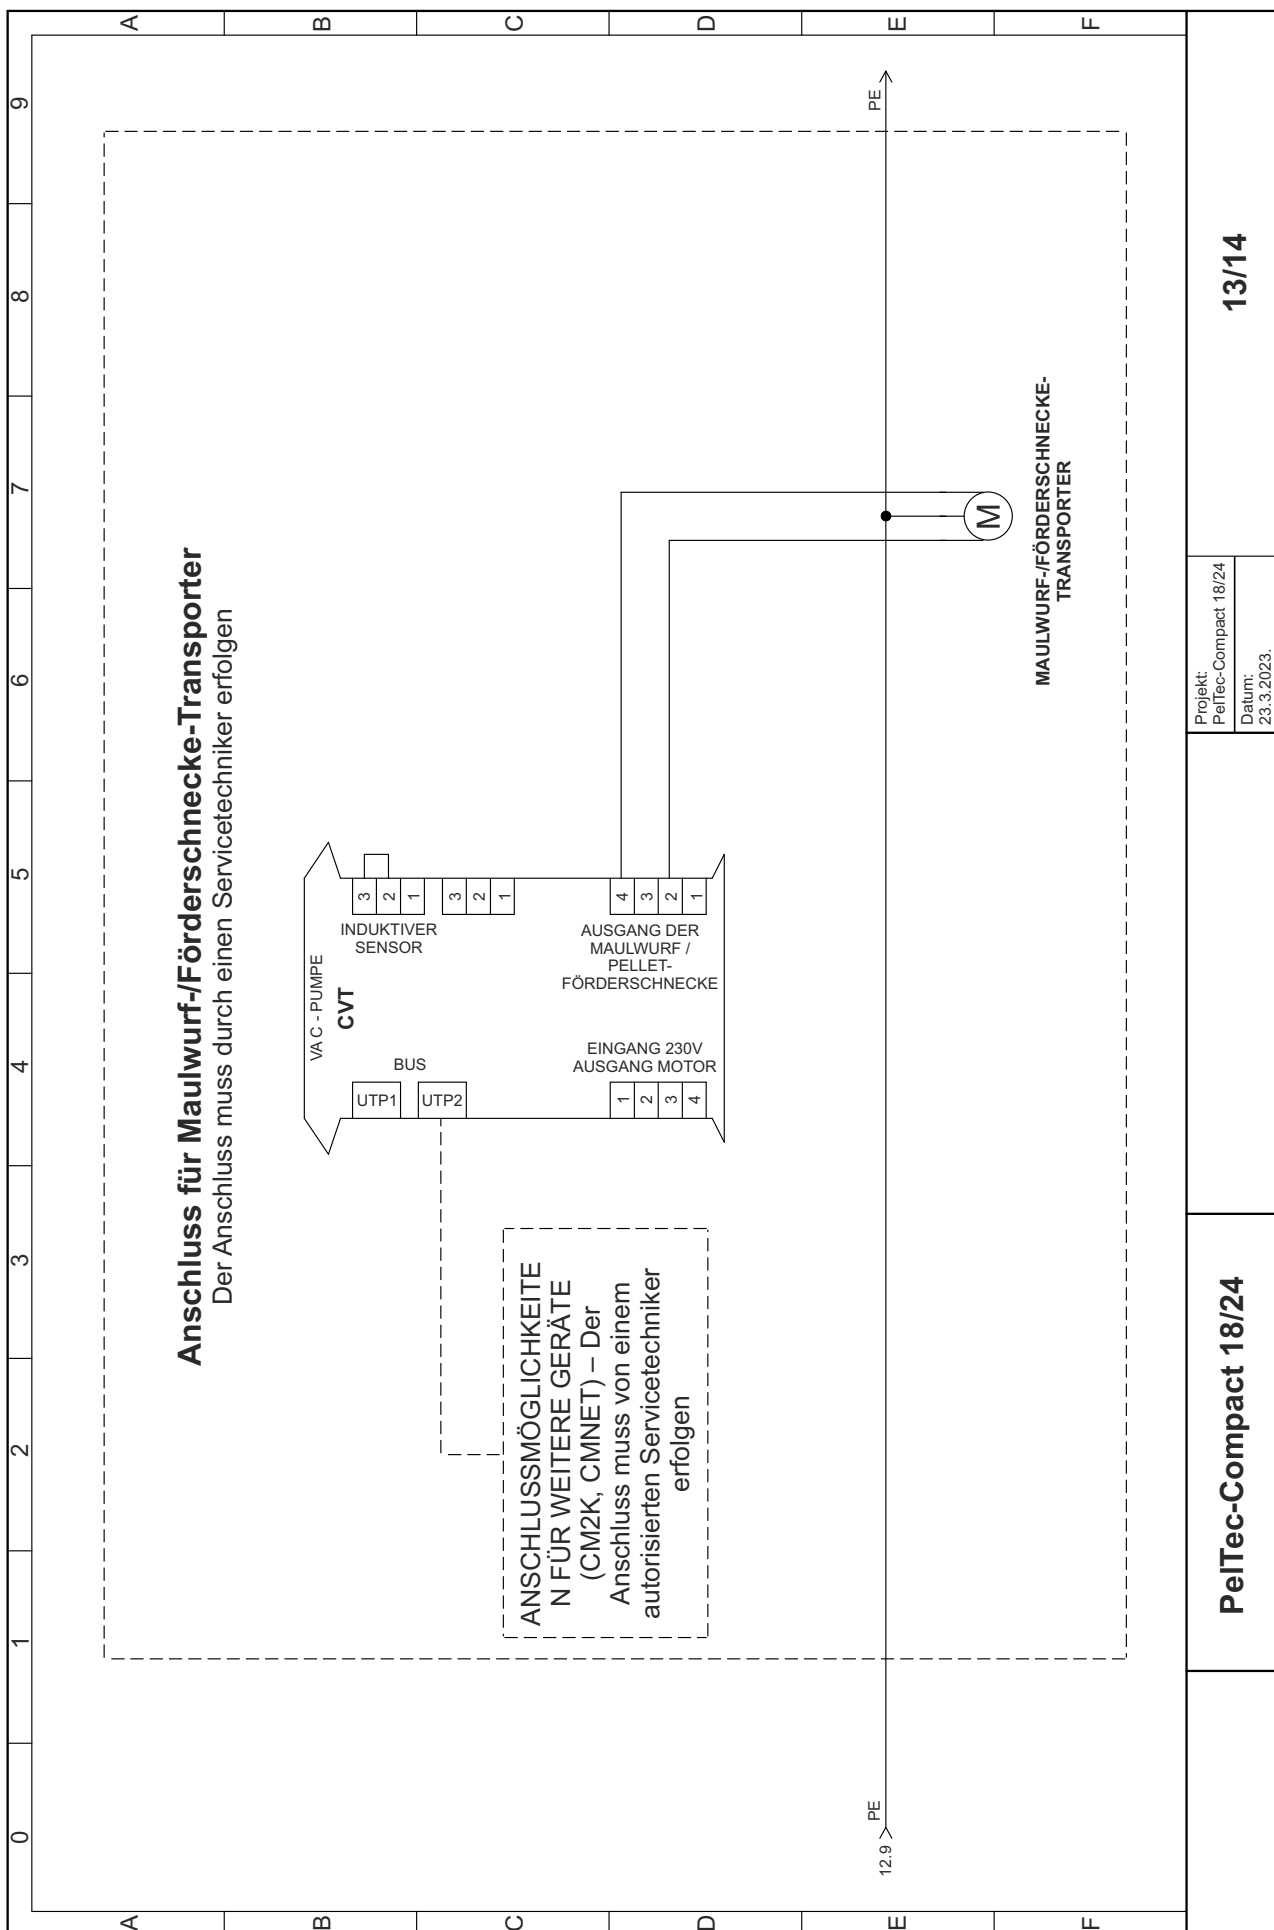 0 1 2 3 4 5 6 7 8 9
A A
B B
C C
D D
E E
F F
Anschluss für Maulwurf-/Förderschnecke-Transporter
Der Anschluss muss durch einen Servicetechniker erfolgen
VA C - PUMPE
CVT
BUS
UTP1
UTP2
INDUKTIVER
SENSOR
3
2
1
3
2
1
AUSGANG DER
MAULWURF /
PELLET-
FÖRDERSCHNECKE
4
3
2
1
EINGANG 230V
AUSGANG MOTOR
1
2
3
4
ANSCHLUSSMÖGLICHKEITE
N FÜR WEITERE GERÄTE
(CM2K, CMNET) – Der
Anschluss muss von einem
autorisierten Servicetechniker
erfolgen
12.9
PE
PE
M
MAULWURF-/FÖRDERSCHNECKE-
TRANSPORTER
PelTec-Compact 18/24
Projekt:
PelTec-Compact 18/24
Datum:
23.3.2023.
13/14